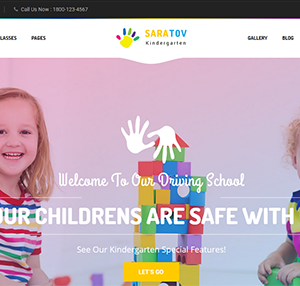 Call Us Now : 1800-123-4567
LASSES PAGES SARATOV Kindergarten GALLERY BLOG
Welcome To Our Driving School
UR CHILDRENS ARE SAFE WITH
See Our Kindergarten Special Features!
LET'S GO